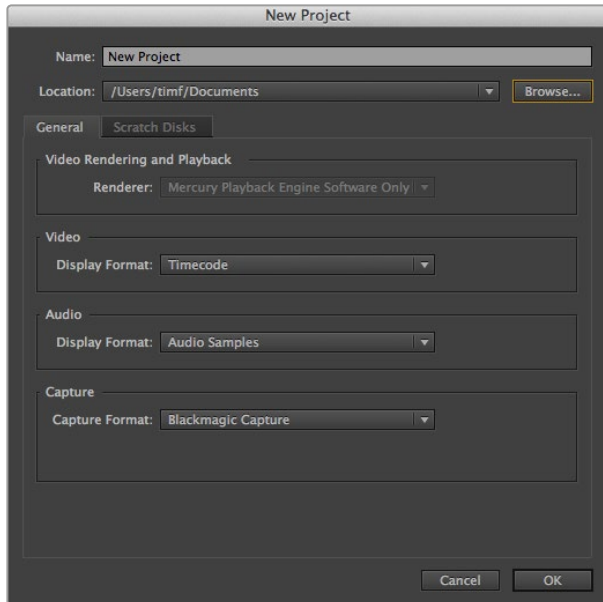 New Project
Name: New Project
Location: /Users/timf/Documents Browse...
General Scratch Disks
Video Rendering and Playback
Renderer: Mercury Playback Engine Software Only
Video
Display Format: Timecode
Audio
Display Format: Audio Samples
Capture
Capture Format: Blackmagic Capture
Cancel OK